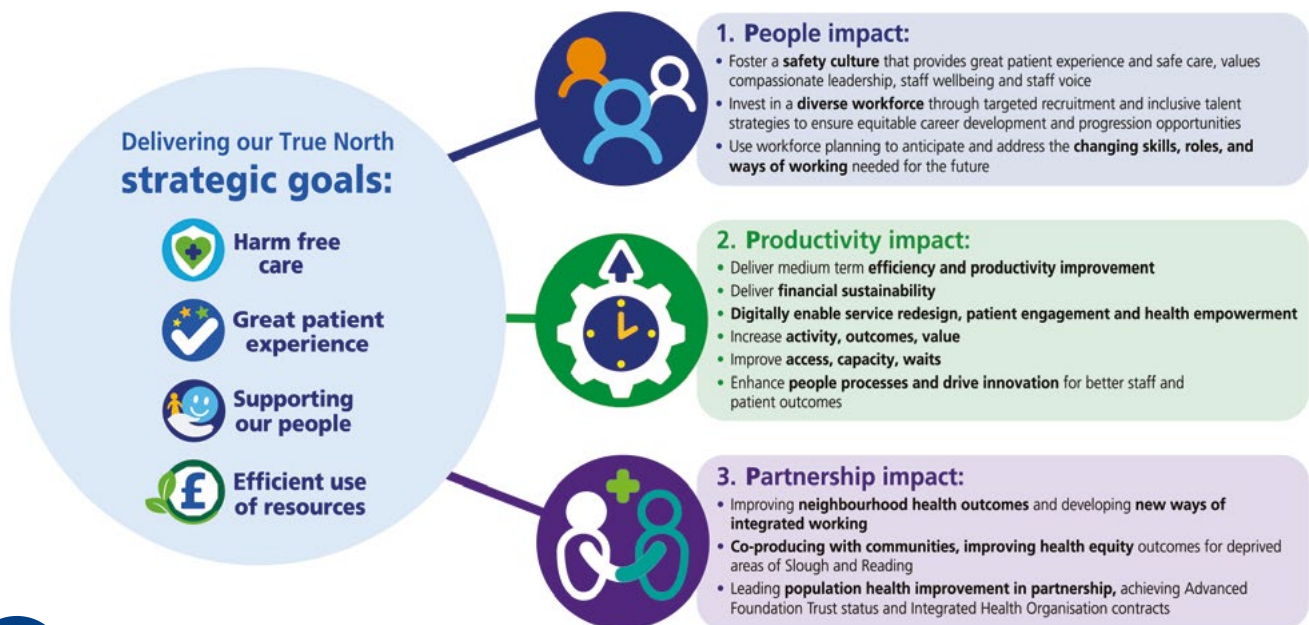 Delivering our True North
strategic goals:
Harm free
care
Great patient
experience
Supporting
our people
£
Efficient use
of resources
1. People impact:
• Foster a safety culture that provides great patient experience and safe care, values
compassionate leadership, staff wellbeing and staff voice
• Invest in a diverse workforce through targeted recruitment and inclusive talent
strategies to ensure equitable career development and progression opportunities
• Use workforce planning to anticipate and address the changing skills, roles, and
ways of working needed for the future
2. Productivity impact:
• Deliver medium term efficiency and productivity improvement
• Deliver financial sustainability
• Digitally enable service redesign, patient engagement and health empowerment
• Increase activity, outcomes, value
• Improve access, capacity, waits
• Enhance people processes and drive innovation for better staff and
patient outcomes
3. Partnership impact:
• Improving neighbourhood health outcomes and developing new ways of
integrated working
• Co-producing with communities, improving health equity outcomes for deprived
areas of Slough and Reading
• Leading population health improvement in partnership, achieving Advanced
Foundation Trust status and Integrated Health Organisation contracts